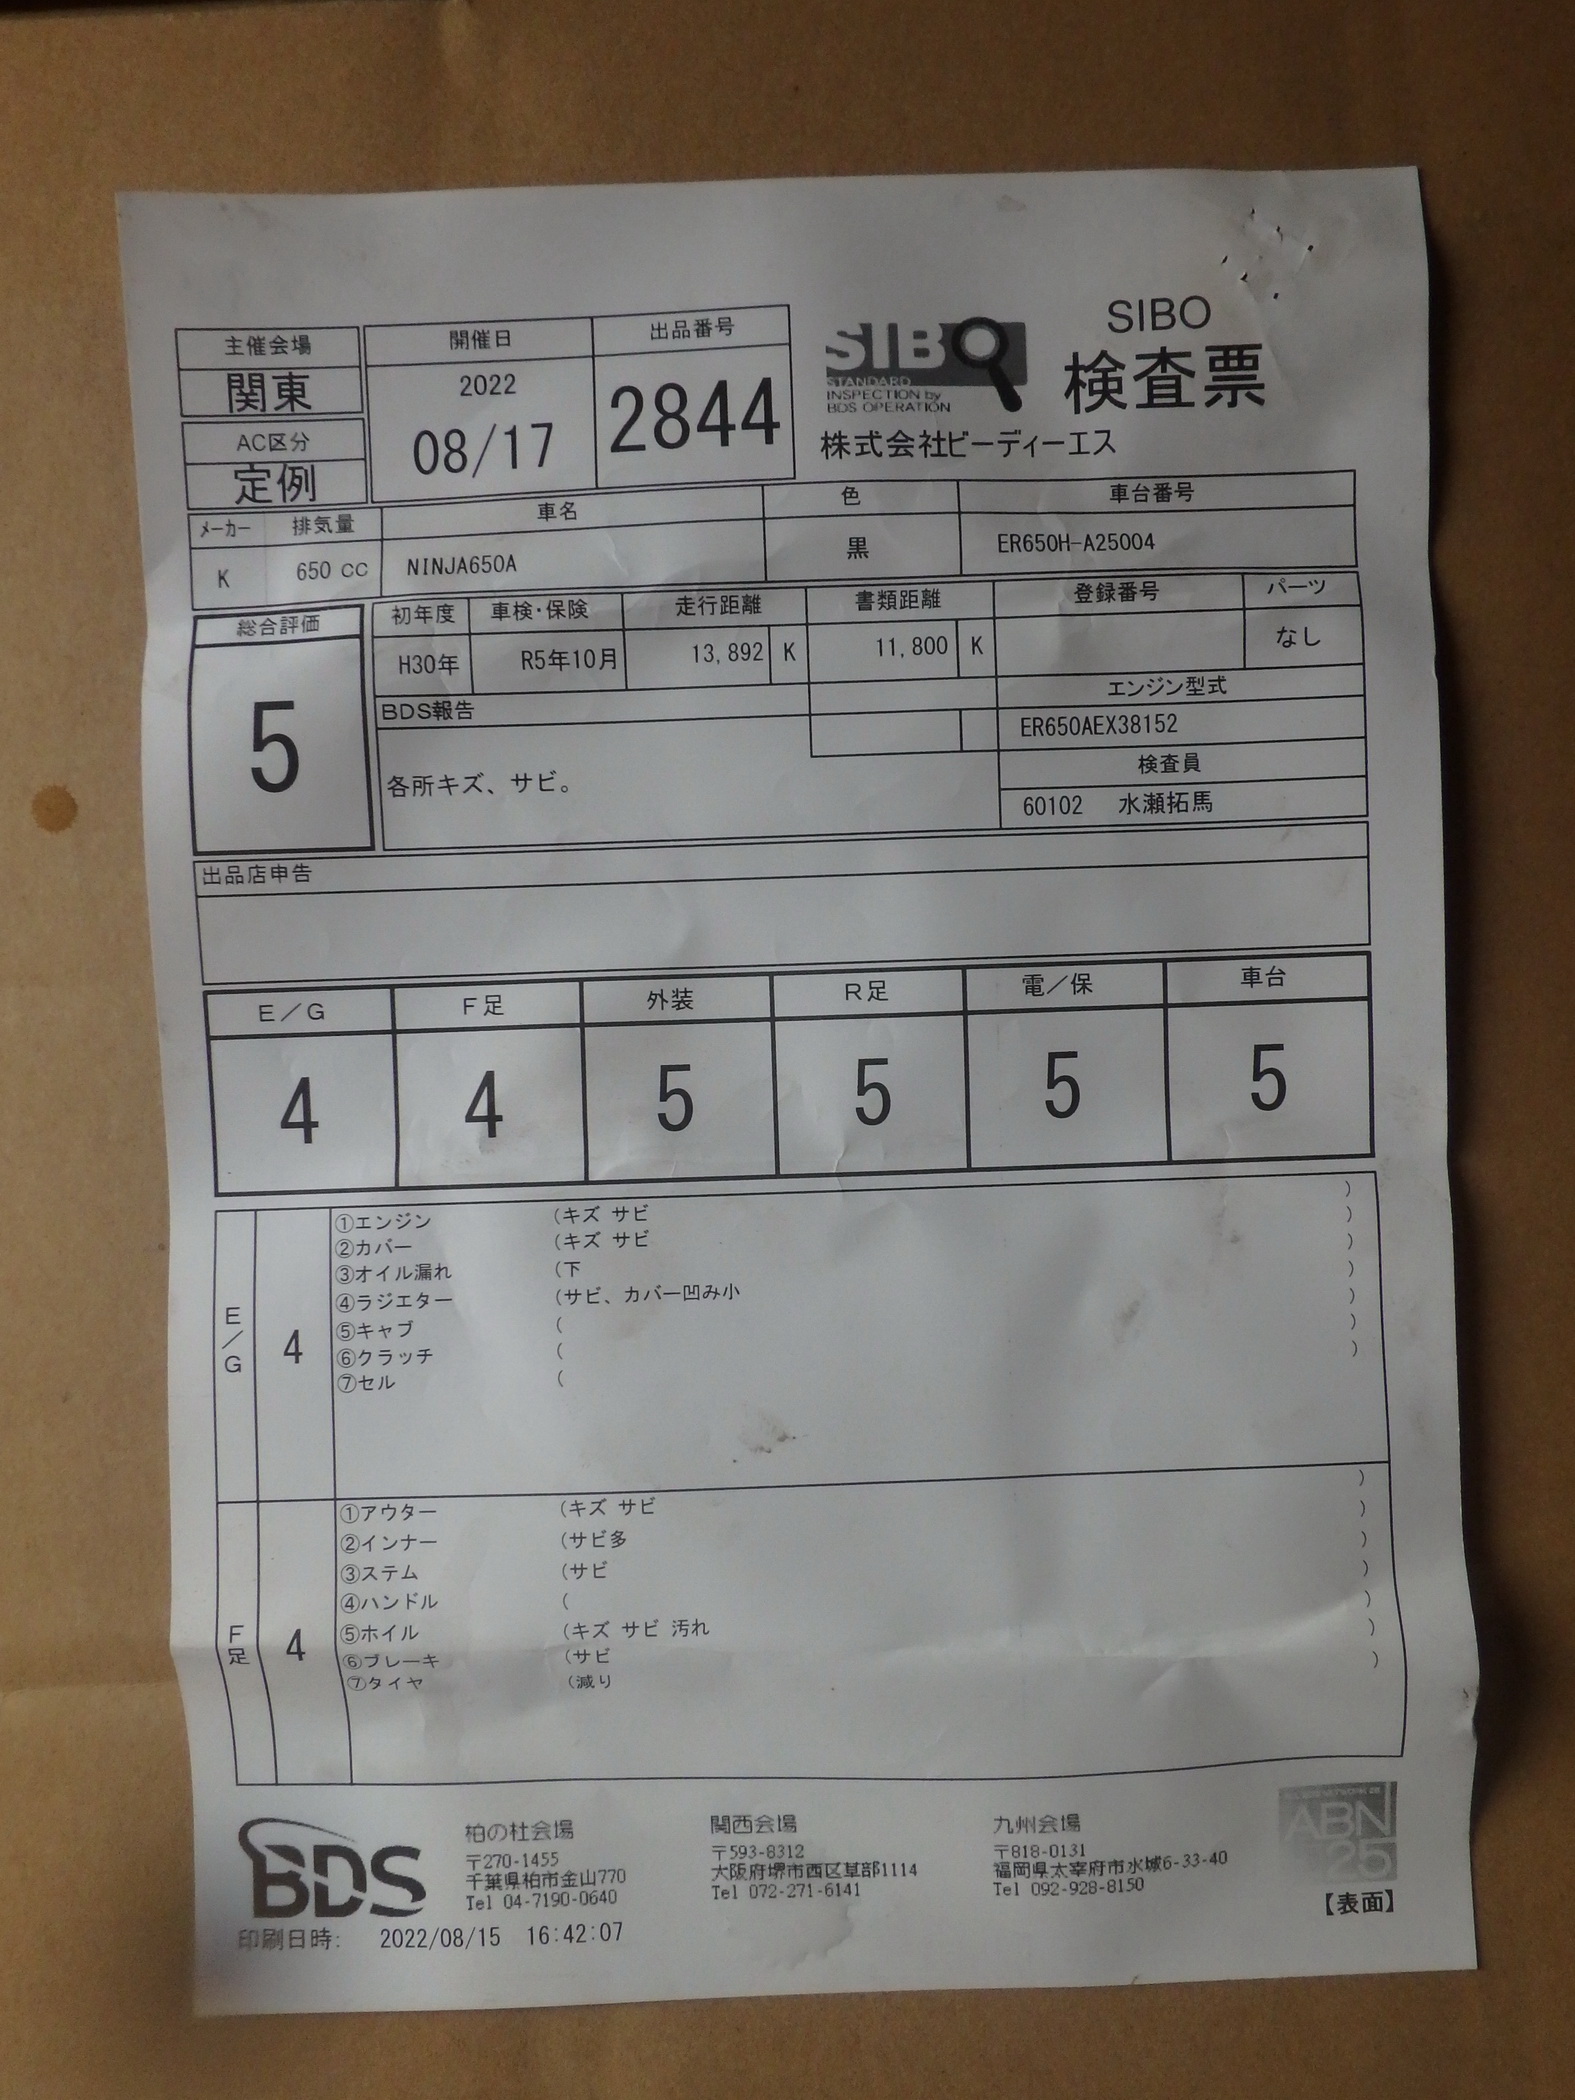 主催会場
関東
AC区分
定例
開催日
2022
08/17
出品番号
2844
SIBO
STANDARD
INSPECTION by
BDS OPERATION
SIBO
検査票
株式会社ビーディーエス
メーカー 排気量 車名 色 車台番号
K 650 CC NINJA650A 黒 ER650H-A25004
総合評価
5
初年度 車検・保険 走行距離 書類距離 登録番号 パーツ
H30年 R5年10月 13,892 K 11,800 K なし
BDS報告
各所キズ、サビ。
エンジン型式
ER650AEX38152
検査員
60102 水瀬拓馬
出品店申告
E/G F足 外装 R足 電/保 車台
4 4 5 5 5 5
E/G
4
①エンジン (キズ サビ )
②カバー (キズ サビ )
③オイル漏れ (下 )
④ラジエター (サビ、カバー凹み小 )
⑤キャブ ( )
⑥クラッチ ( )
⑦セル ( )
F足
4
①アウター (キズ サビ )
②インナー (サビ多 )
③ステム (サビ )
④ハンドル ( )
⑤ホイル (キズ サビ 汚れ )
⑥ブレーキ (サビ )
⑦タイヤ (減り )
BDS
柏の杜会場
〒270-1455
千葉県柏市金山770
Tel 04-7190-0640
関西会場
〒593-8312
大阪府堺市西区草部1114
Tel 072-271-6141
九州会場
〒818-0131
福岡県太宰府市水城6-33-40
Tel 092-928-8150
ABN
25
【表面】
印刷日時: 2022/08/15 16:42:07